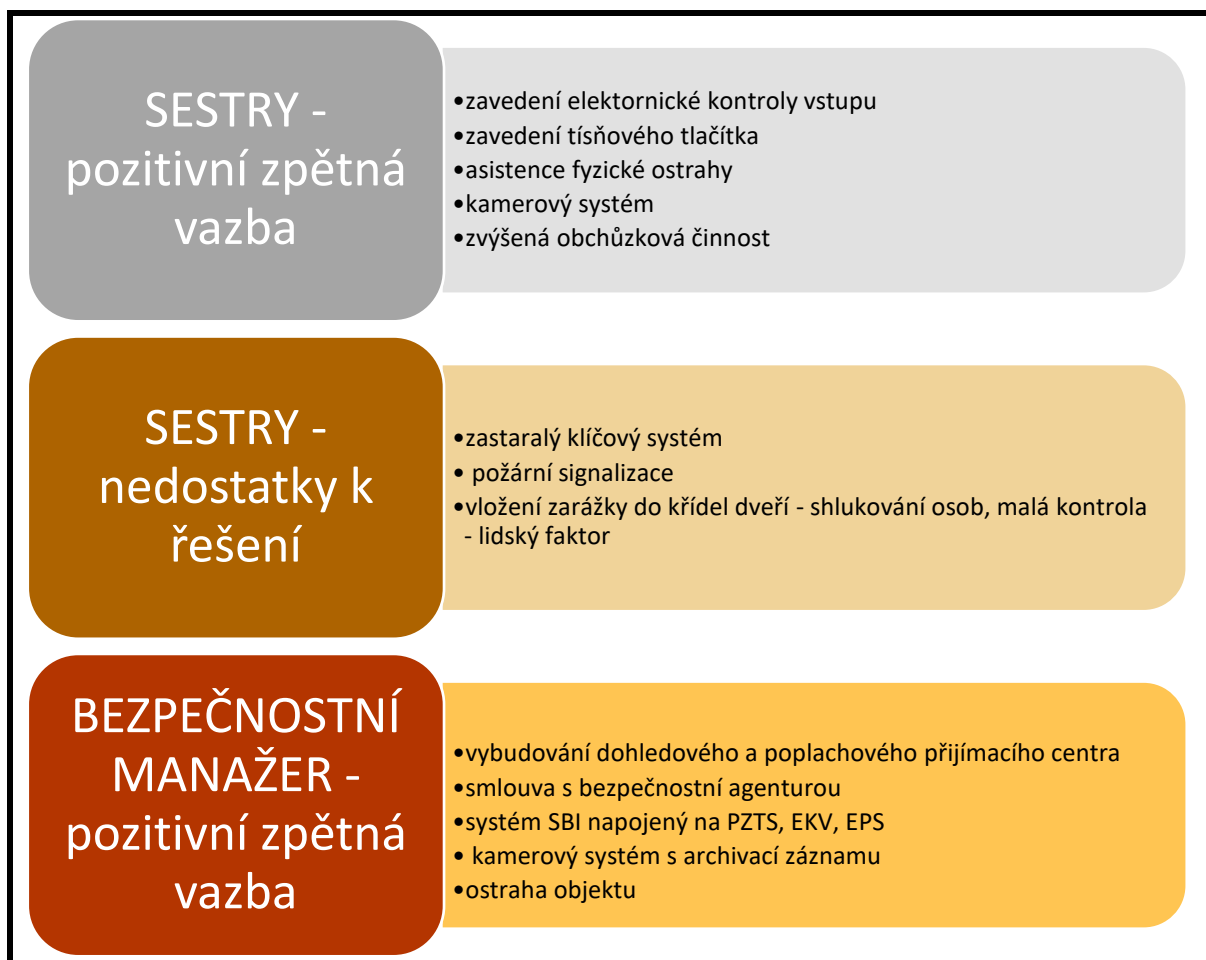 SESTRY -
pozitivní zpětná
vazba
•zavedení elektornické kontroly vstupu
•zavedení tísňového tlačítka
•asistence fyzické ostrahy
•kamerový systém
•zvýšená obchůzková činnost
SESTRY -
nedostatky k
řešení
•zastaralý klíčový systém
• požární signalizace
•vložení zarážky do křídel dveří - shlukování osob, malá kontrola
- lidský faktor
BEZPEČNOSTNÍ
MANAŽER -
pozitivní zpětná
vazba
•vybudování dohledového a poplachového přijímacího centra
•smlouva s bezpečnostní agenturou
•systém SBI napojený na PZTS, EKV, EPS
• kamerový systém s archivací záznamu
•ostraha objektu